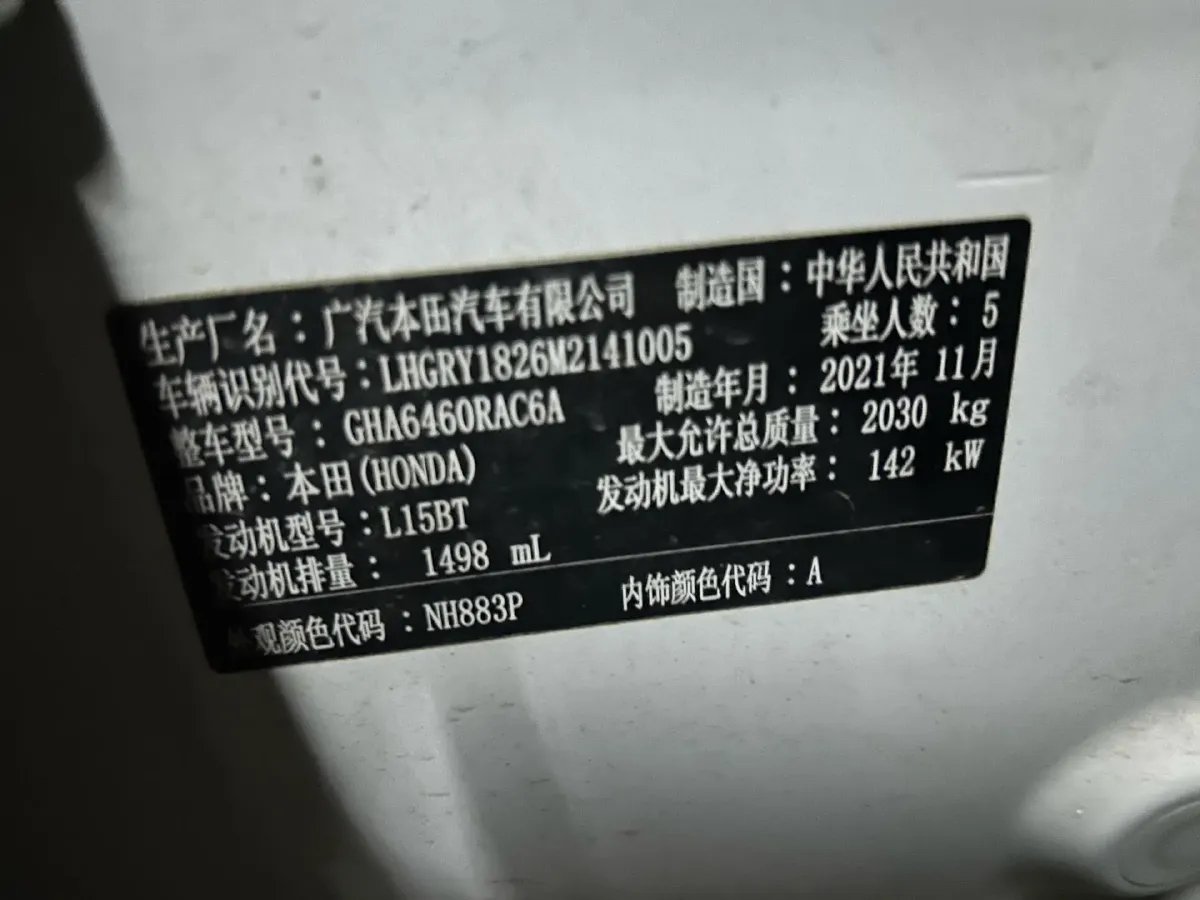 生产厂名：广汽本田汽车有限公司 制造国：中华人民共和国
车辆识别代号：LHGRY1826M2141005 乘坐人数：5
整车型号：GHA6460RAC6A 制造年月：2021年 11月
品牌：本田(HONDA) 最大允许总质量：2030 kg
发动机型号：L15BT 发动机最大净功率：142 kW
发动机排量：1498 mL
外观颜色代码：NH883P 内饰颜色代码：A